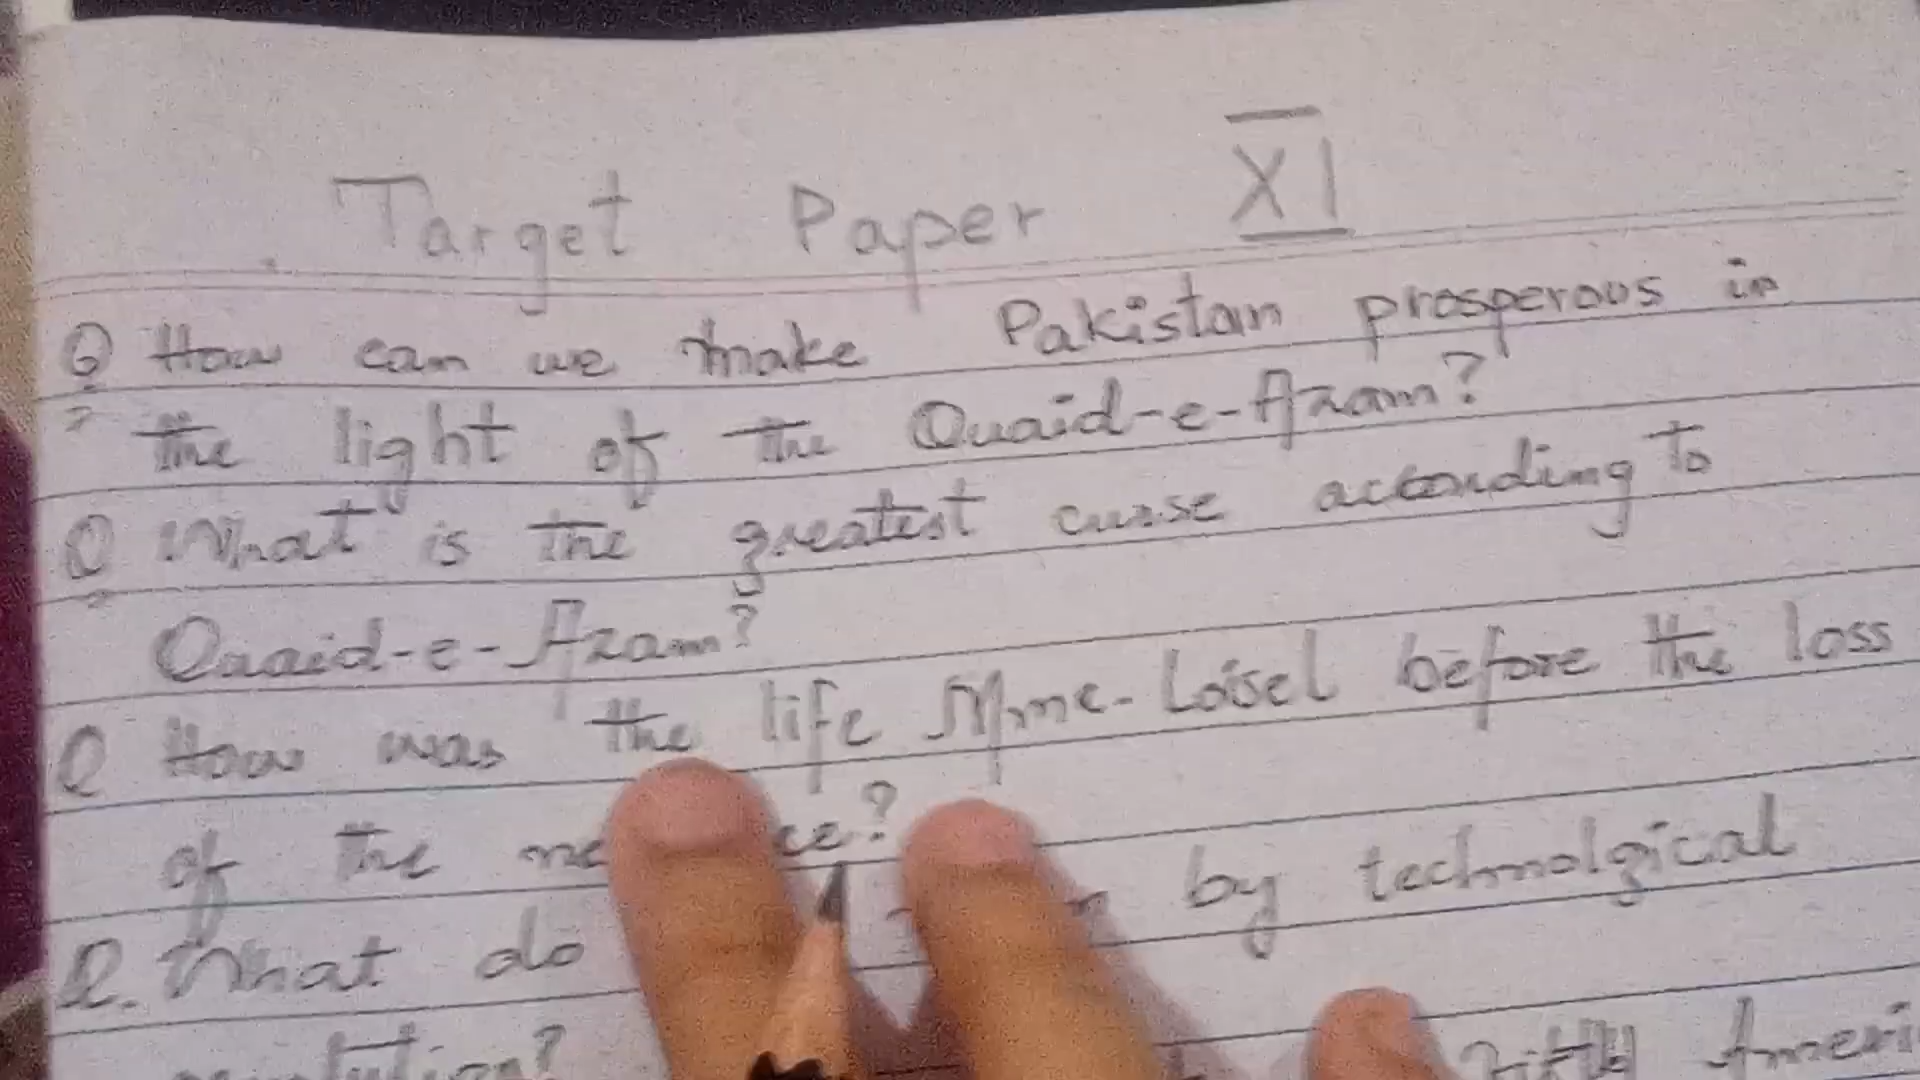 Target Paper XI
Q How can we make Pakistan prosperous in
the light of the Quaid-e-Azam?
Q What is the greatest curse according to
Quaid-e-Azam?
Q How was the life Mme-Loisel before the loss
of the ?
Q. What do by technolgical